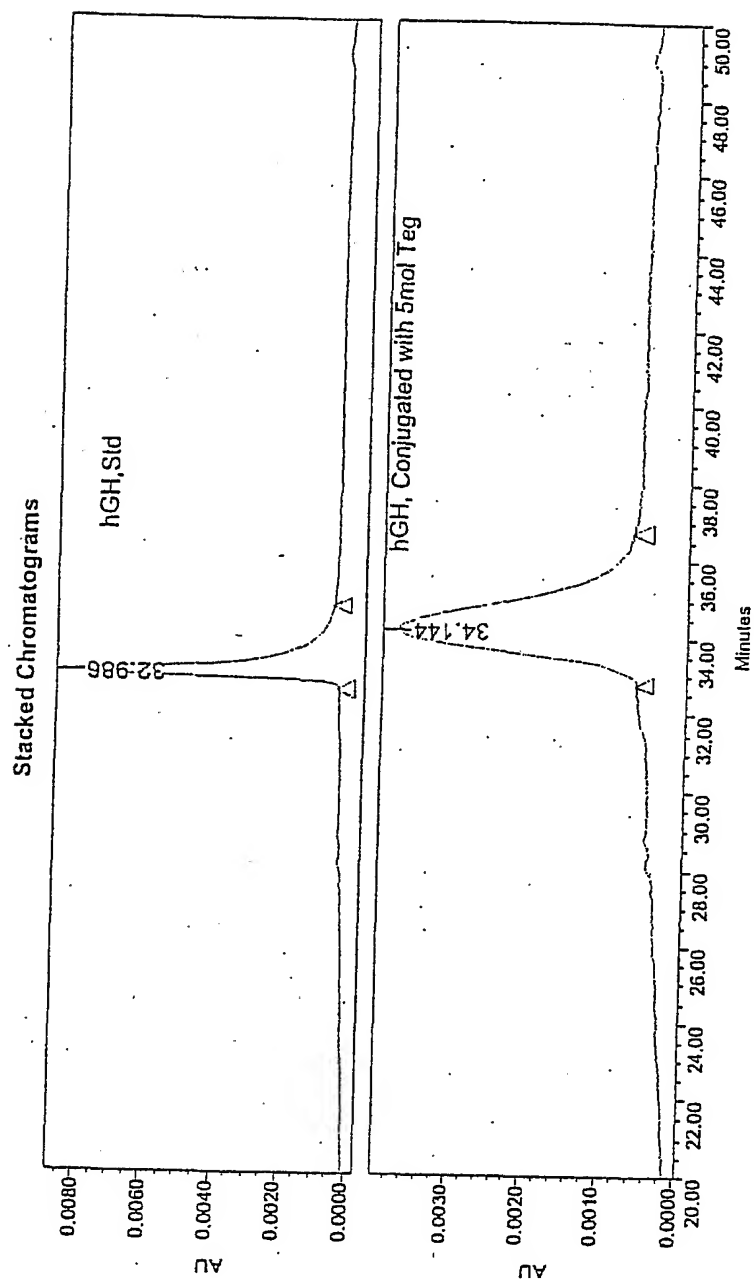 Stacked Chromatograms
AU
0.0080
0.0060
0.0040
0.0020
0.0000
32.986
hGH,Std
AU
0.0030
0.0020
0.0010
0.0000
34.144
hGH, Conjugated with 5mol Teg
20.00 22.00 24.00 26.00 28.00 30.00 32.00 34.00 36.00 38.00 40.00 42.00 44.00 46.00 48.00 50.00
Minutes